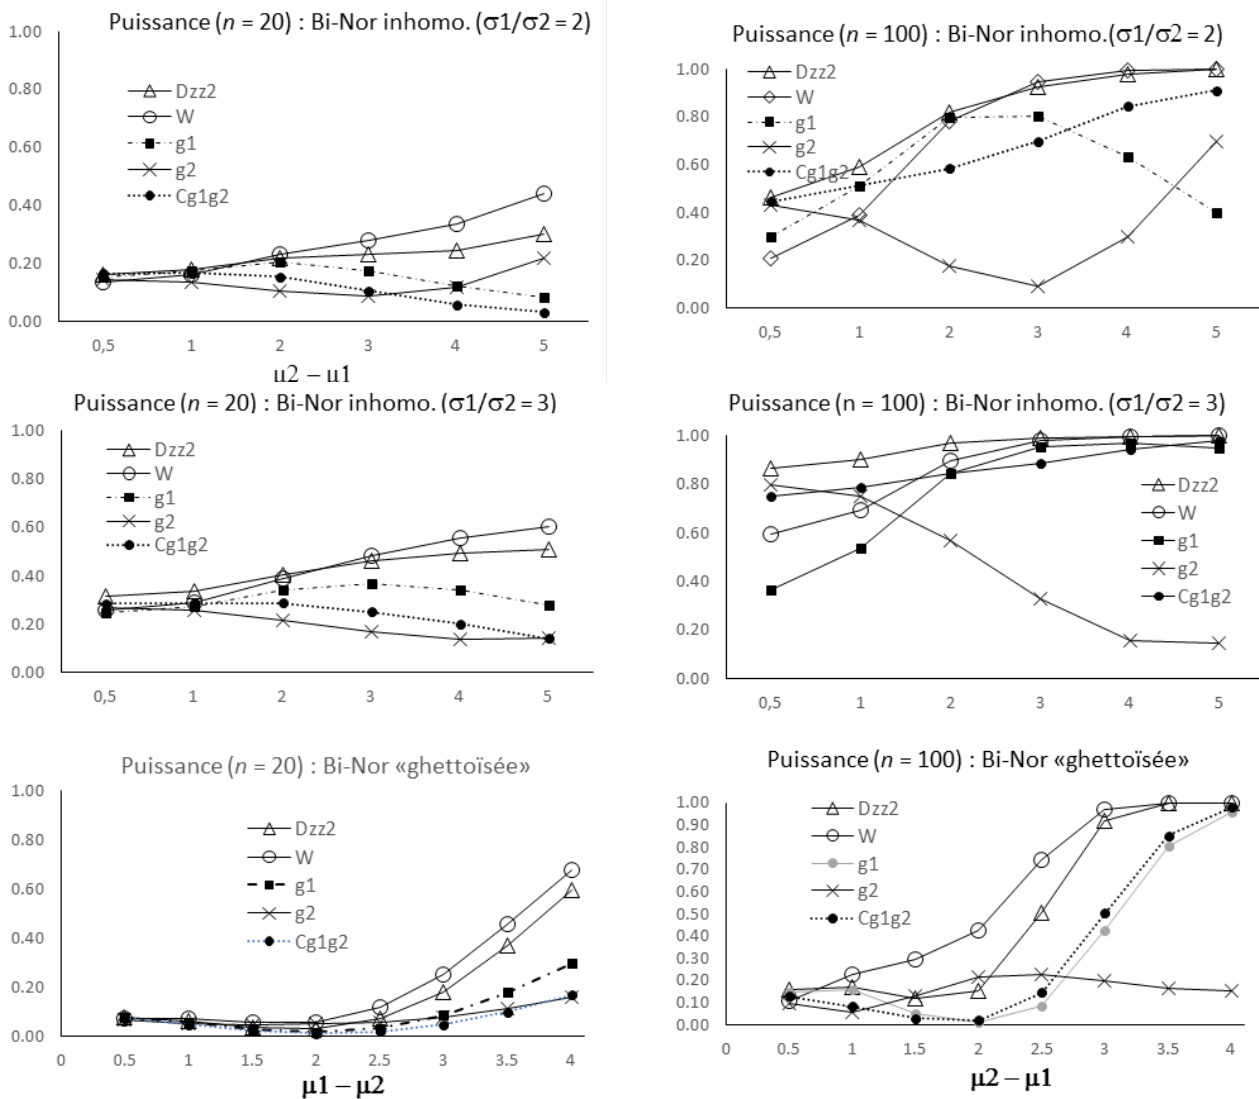 Puissance (n = 20) : Bi-Nor inhomo. (σ1/σ2 = 2)
1.00
0.80
0.60
0.40
0.20
0.00
Dzz2
W
g1
g2
Cg1g2
0,5 1 2 3 4 5
μ2 – μ1
Puissance (n = 100) : Bi-Nor inhomo.(σ1/σ2 = 2)
1.00
0.80
0.60
0.40
0.20
0.00
Dzz2
W
g1
g2
Cg1g2
0,5 1 2 3 4 5
Puissance (n = 20) : Bi-Nor inhomo. (σ1/σ2 = 3)
1.00
0.80
0.60
0.40
0.20
0.00
Dzz2
W
g1
g2
Cg1g2
0,5 1 2 3 4 5
Puissance (n = 100) : Bi-Nor inhomo. (σ1/σ2 = 3)
1.00
0.80
0.60
0.40
0.20
0.00
Dzz2
W
g1
g2
Cg1g2
0,5 1 2 3 4 5
Puissance (n = 20) : Bi-Nor «ghettoïsée»
1.00
0.80
0.60
0.40
0.20
0.00
Dzz2
W
g1
g2
Cg1g2
0 0.5 1 1.5 2 2.5 3 3.5 4
μ1 – μ2
Puissance (n = 100) : Bi-Nor «ghettoïsée»
1.00
0.90
0.80
0.70
0.60
0.50
0.40
0.30
0.20
0.10
0.00
Dzz2
W
g1
g2
Cg1g2
0 0.5 1 1.5 2 2.5 3 3.5 4
μ2 – μ1